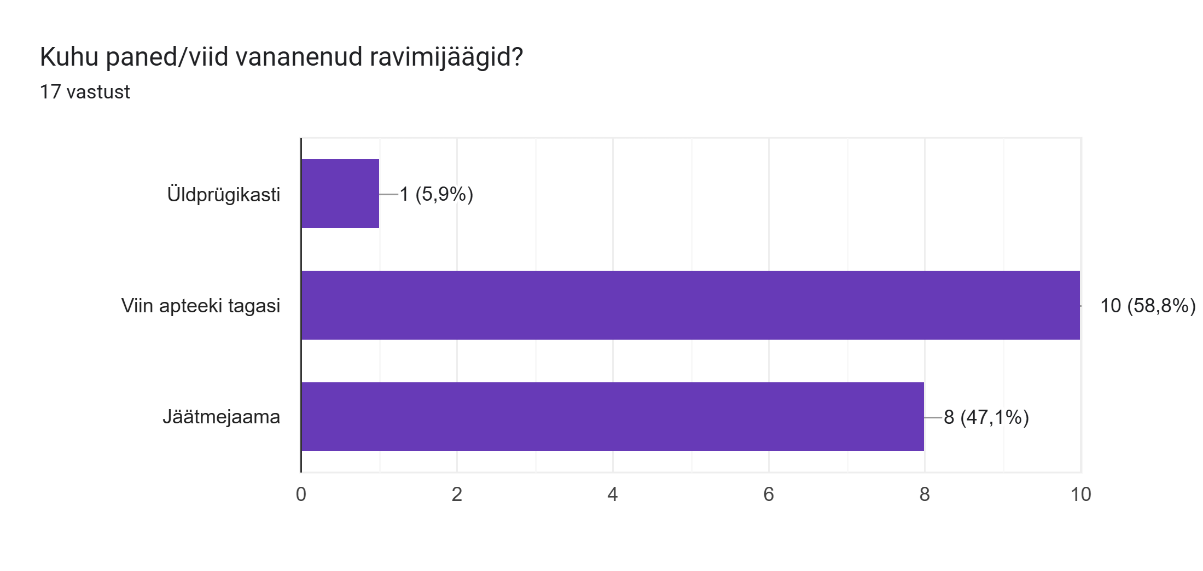 Kuhu paned/viid vananenud ravimijäägid?
17 vastust
Üldprügikasti
1 (5,9%)
Viin apteeki tagasi
10 (58,8%)
Jäätmejaama
8 (47,1%)
0 2 4 6 8 10